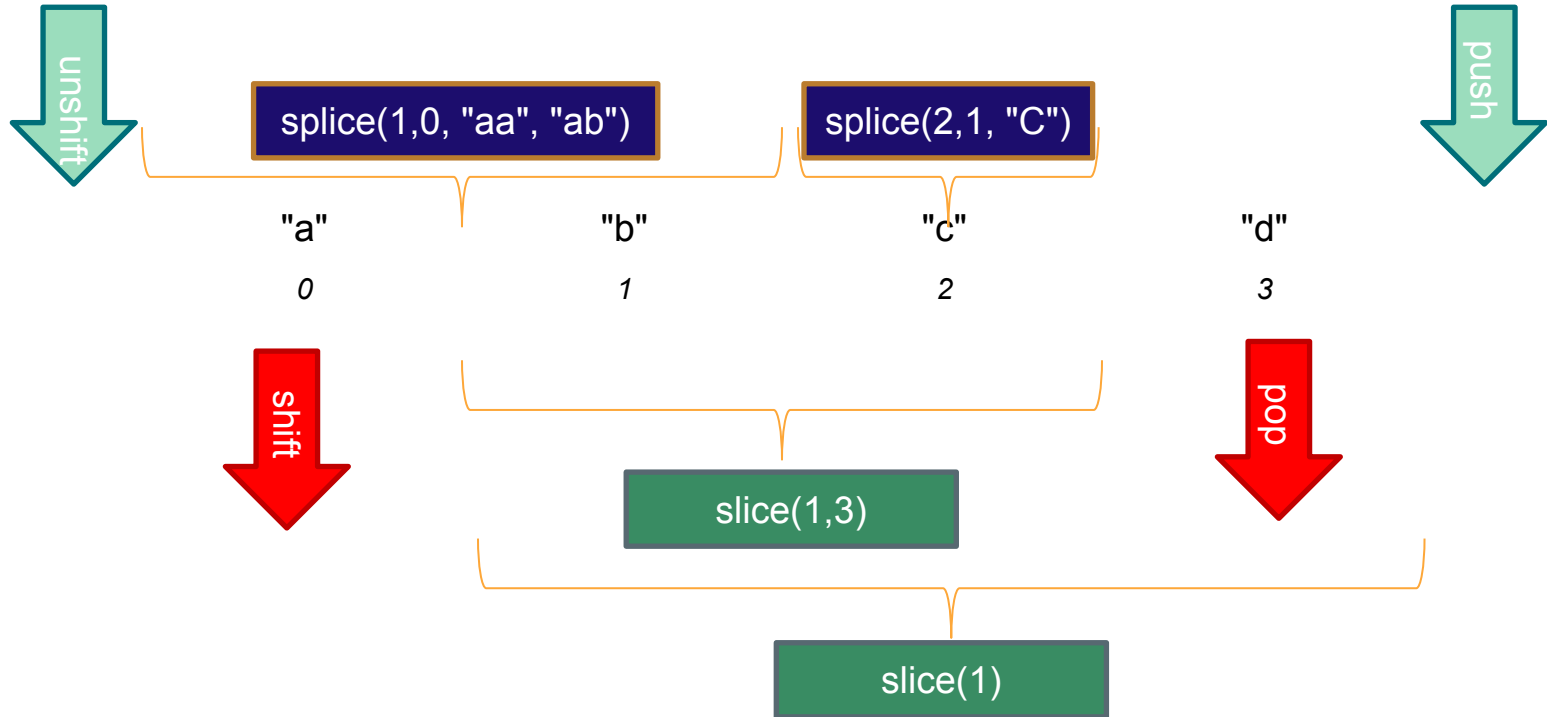 unshift
push
splice(1,0, "aa", "ab")
splice(2,1, "C")
"a"
"b"
"c"
"d"
0
1
2
3
shift
pop
slice(1,3)
slice(1)